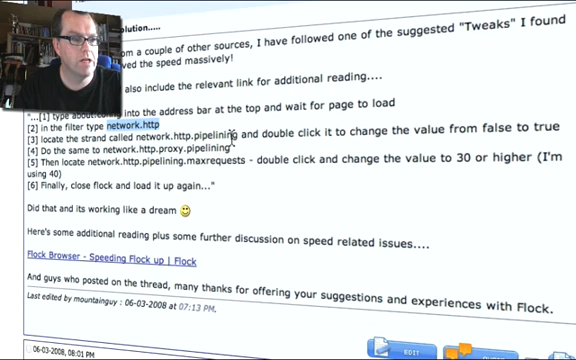 olution.....
om a couple of other sources, I have followed one of the suggested "Tweaks" I found
ved the speed massively!
also include the relevant link for additional reading....
"...[1] type about:config into the address bar at the top and wait for page to load
[2] in the filter type network.http
[3] locate the strand called network.http.pipelining and double click it to change the value from false to true
[4] Do the same to network.http.proxy.pipelining
[5] Then locate network.http.pipelining.maxrequests - double click and change the value to 30 or higher (I'm
using 40)
[6] Finally, close flock and load it up again..."
Did that and its working like a dream
Here's some additional reading plus some further discussion on speed related issues....
Flock Browser - Speeding Flock up | Flock
And guys who posted on the thread, many thanks for offering your suggestions and experiences with Flock.
Last edited by mountainguy : 06-03-2008 at 07:13 PM.
EDIT
06-03-2008, 08:01 PM